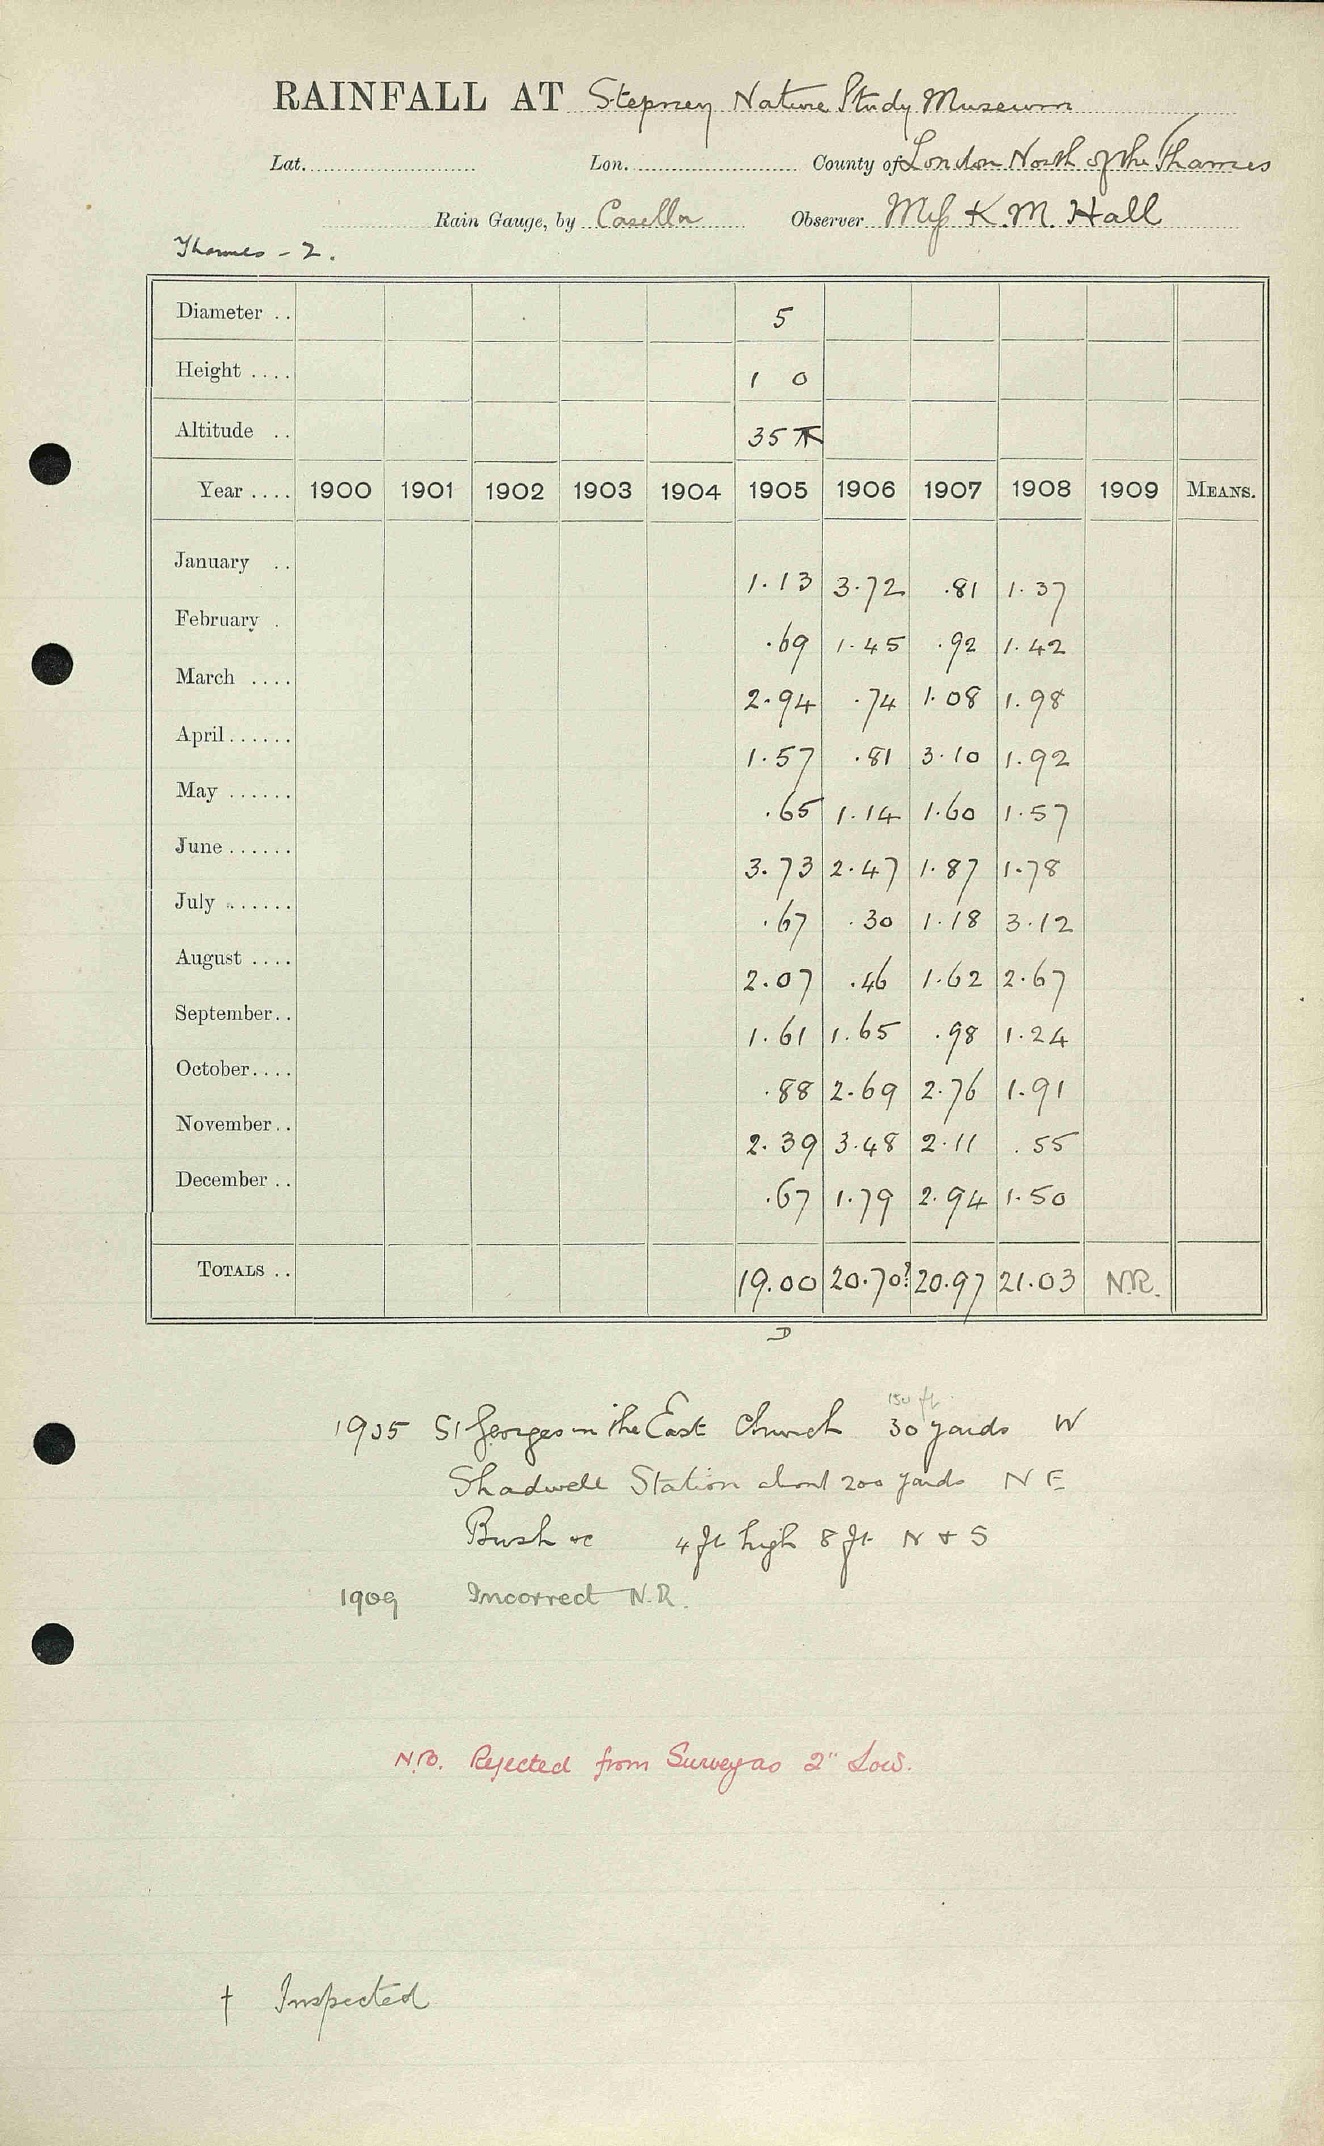 RAINFALL AT Stepney Nature Study Museum
Lat. Lon. County of London North of the Thames
Rain Gauge, by Casella Observer Miss K. M. Hall
Thames - 2.
Diameter .. 5
Height .... 1 0
Altitude .. 35
Year .... 1900 1901 1902 1903 1904 1905 1906 1907 1908 1909 MEANS.
January .. 1.13 3.72 .81 1.37
February . .69 1.45 .92 1.42
March .... 2.94 .74 1.08 1.98
April...... 1.57 .81 3.10 1.92
May ...... .65 1.14 1.60 1.57
June...... 3.73 2.47 1.87 1.78
July ...... .67 .30 1.18 3.12
August .... 2.07 .46 1.62 2.67
September.. 1.61 1.65 .98 1.24
October.... .88 2.69 2.76 1.91
November.. 2.39 3.48 2.11 .55
December .. .67 1.79 2.94 1.50
TOTALS .. 19.00 20.70? 20.97 21.03 N.R.
D
150 ft
1905 St Georges in the East Church 30 yards W
Shadwell Station about 200 yards N E
Bush &c 4 ft high 8 ft N & S
1909 Incorrect N.R.
N.B. Rejected from Survey as 2" Low.
† Inspected